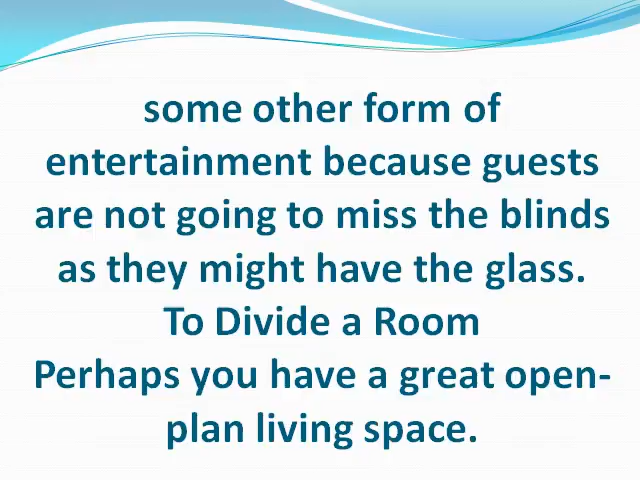 some other form of
entertainment because guests
are not going to miss the blinds
as they might have the glass.
To Divide a Room
Perhaps you have a great open-
plan living space.